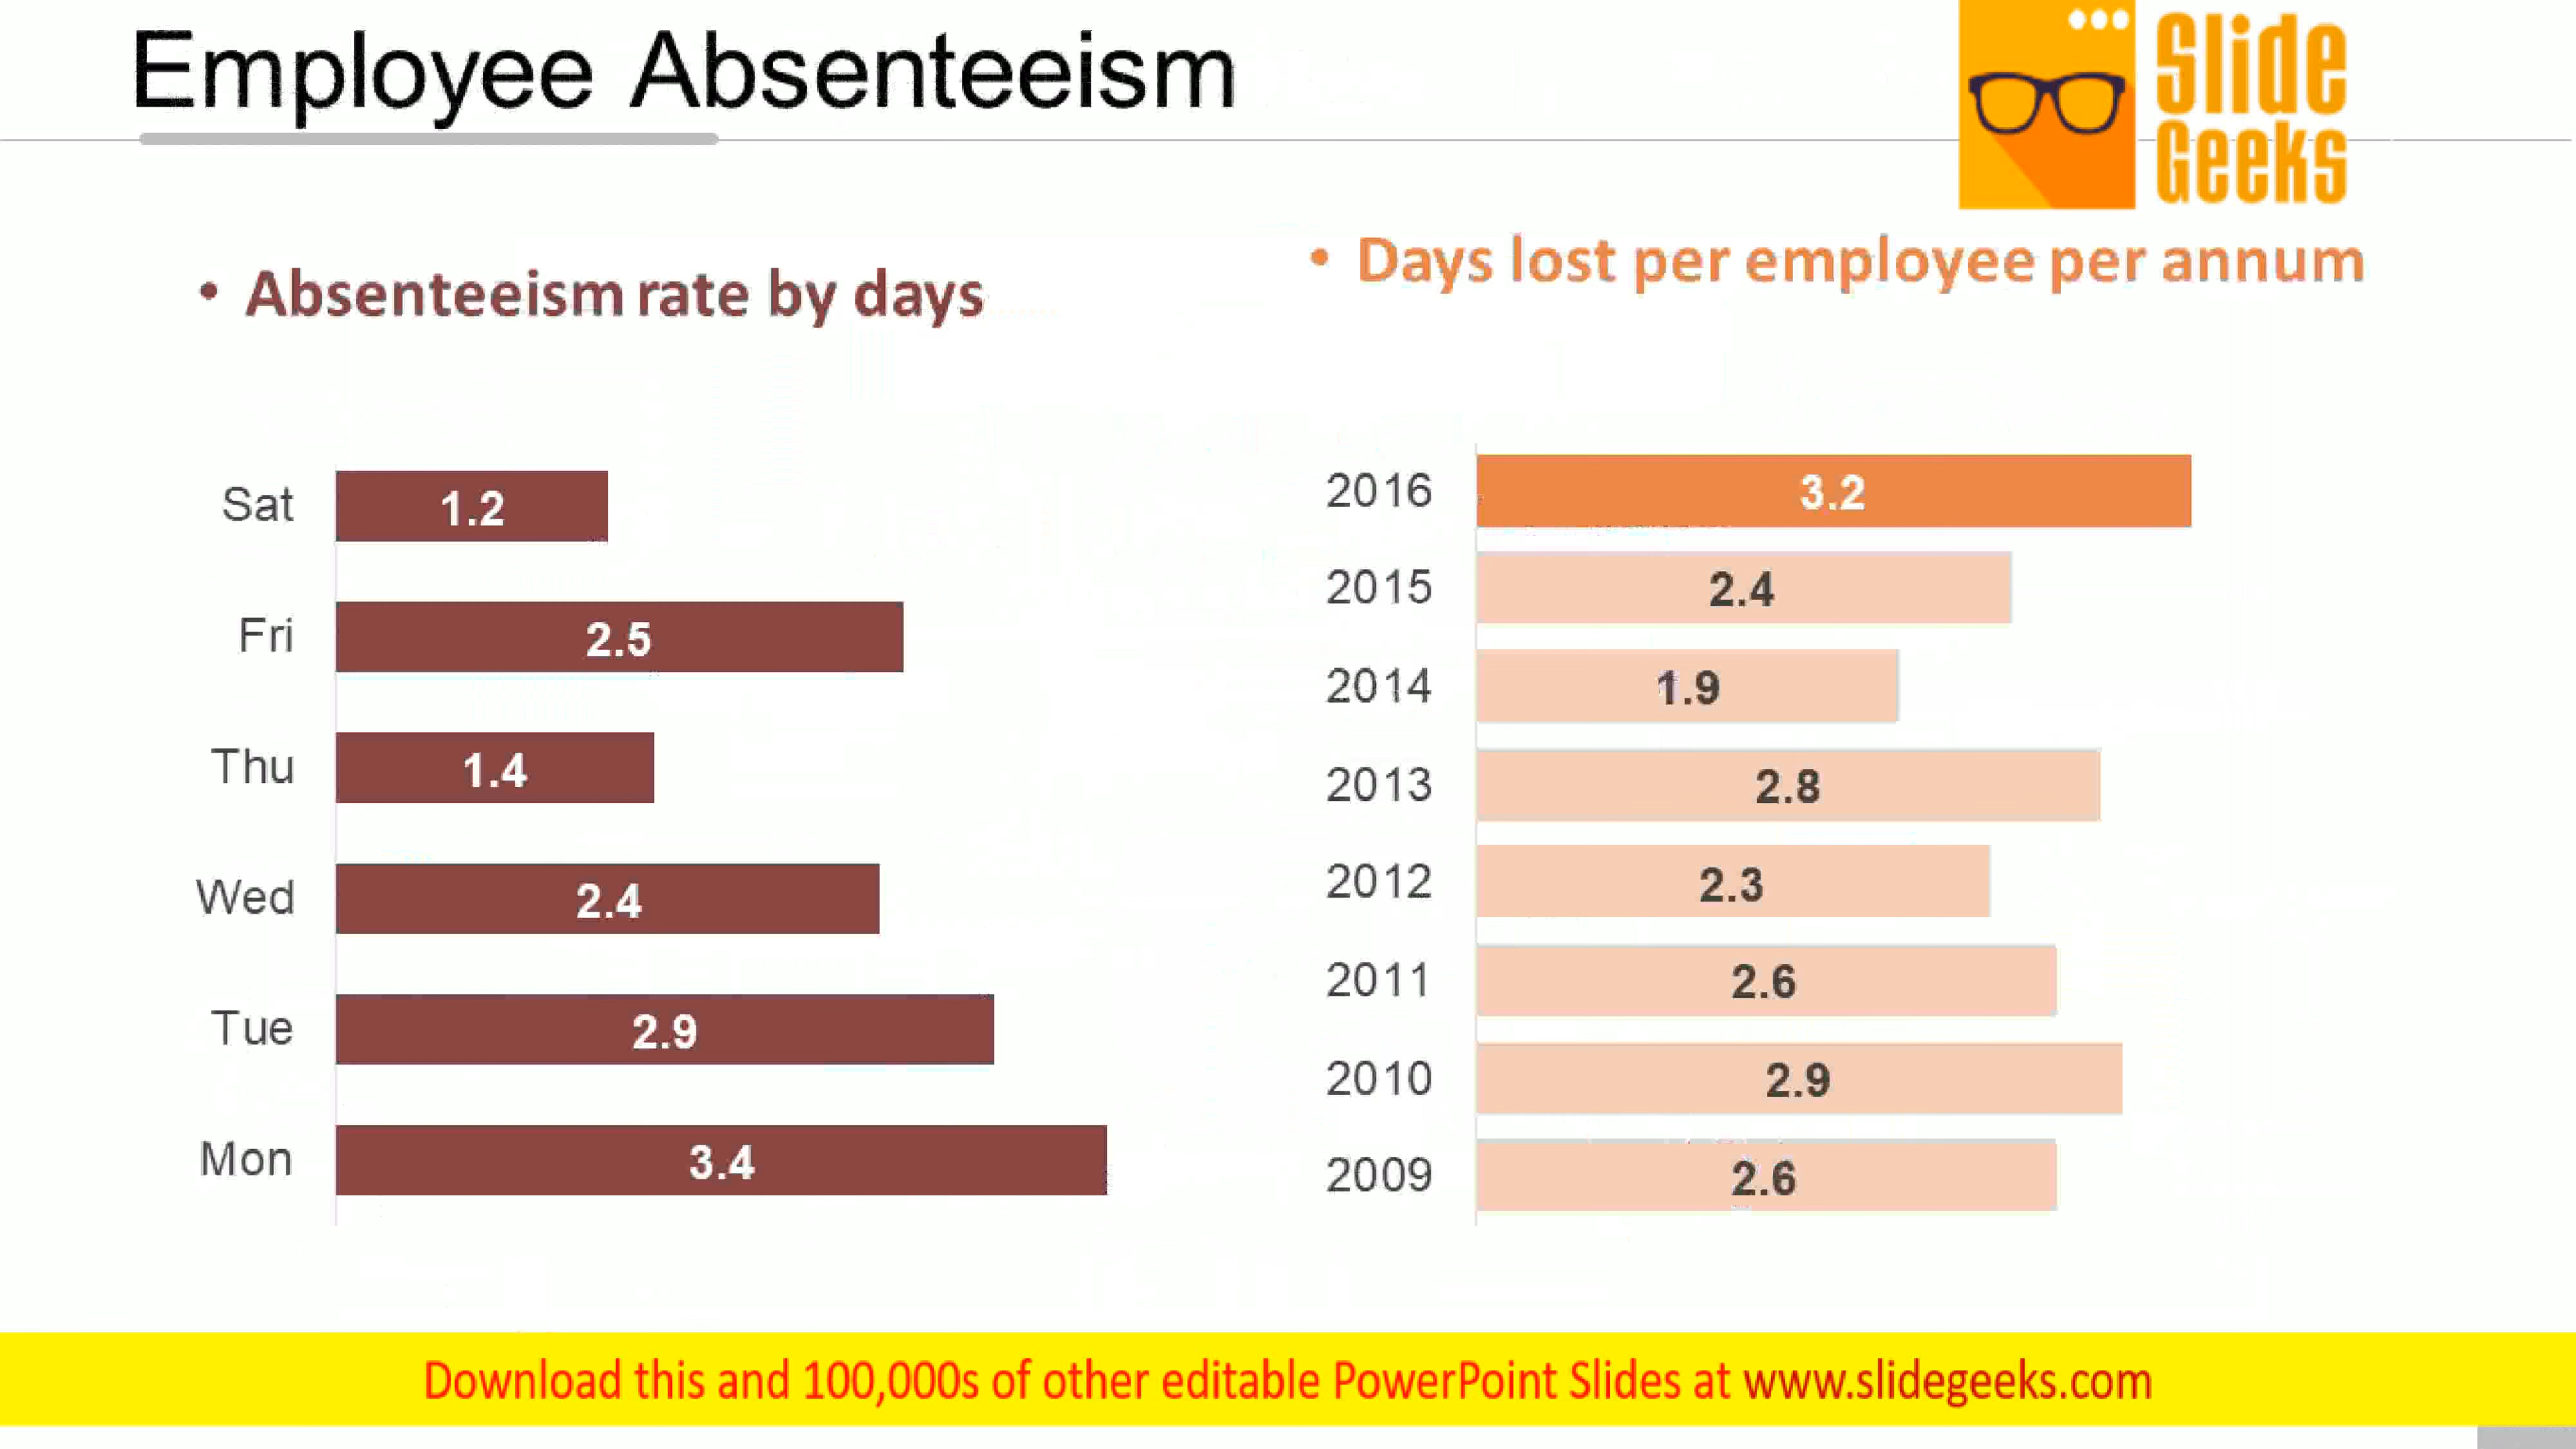 Employee Absenteeism
Slide
Geeks
• Absenteeism rate by days
Sat 1.2
Fri 2.5
Thu 1.4
Wed 2.4
Tue 2.9
Mon 3.4
• Days lost per employee per annum
2016 3.2
2015 2.4
2014 1.9
2013 2.8
2012 2.3
2011 2.6
2010 2.9
2009 2.6
Download this and 100,000s of other editable PowerPoint Slides at www.slidegeeks.com